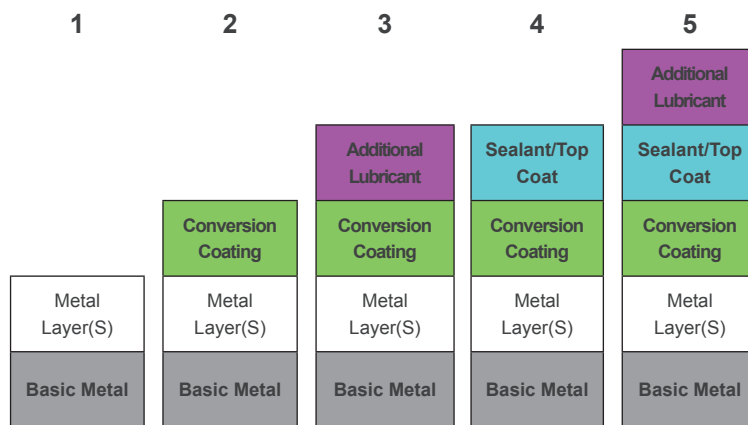 1
2
3
4
5
Additional
Lubricant
Additional
Lubricant
Sealant/Top
Coat
Sealant/Top
Coat
Conversion
Coating
Conversion
Coating
Conversion
Coating
Conversion
Coating
Metal
Layer(S)
Metal
Layer(S)
Metal
Layer(S)
Metal
Layer(S)
Metal
Layer(S)
Basic Metal
Basic Metal
Basic Metal
Basic Metal
Basic Metal